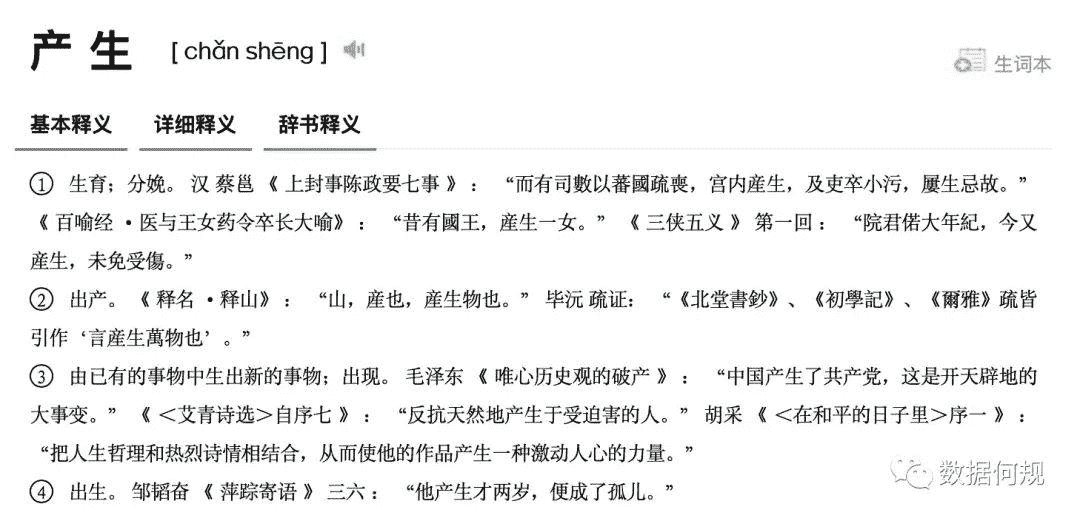 产生 [ chǎn shēng ]
生词本
基本释义 详细释义 辞书释义
① 生育；分娩。 汉 蔡邕 《 上封事陈政要七事 》 ： “而有司數以蕃國疏喪，宫内産生，及吏卒小污，屢生忌故。”
《 百喻经 · 医与王女药令卒长大喻》 ： “昔有國王，産生一女。” 《 三侠五义 》 第一回 ： “院君偌大年紀，今又
産生，未免受傷。”
② 出产。 《 释名 · 释山》 ： “山，産也，産生物也。” 毕沅 疏证： “《北堂書鈔》、《初學記》、《爾雅》疏皆
引作‘言産生萬物也’ 。”
③ 由已有的事物中生出新的事物；出现。 毛泽东 《 唯心历史观的破产 》 ： “中国产生了共产党，这是开天辟地的
大事变。” 《 ＜艾青诗选＞自序七 》 ： “反抗天然地产生于受迫害的人。” 胡采 《 ＜在和平的日子里＞序一 》 ：
“把人生哲理和热烈诗情相结合，从而使他的作品产生一种激动人心的力量。”
④ 出生。 邹韬奋 《 萍踪寄语 》 三六 ： “他产生才两岁，便成了孤儿。”
数据何规